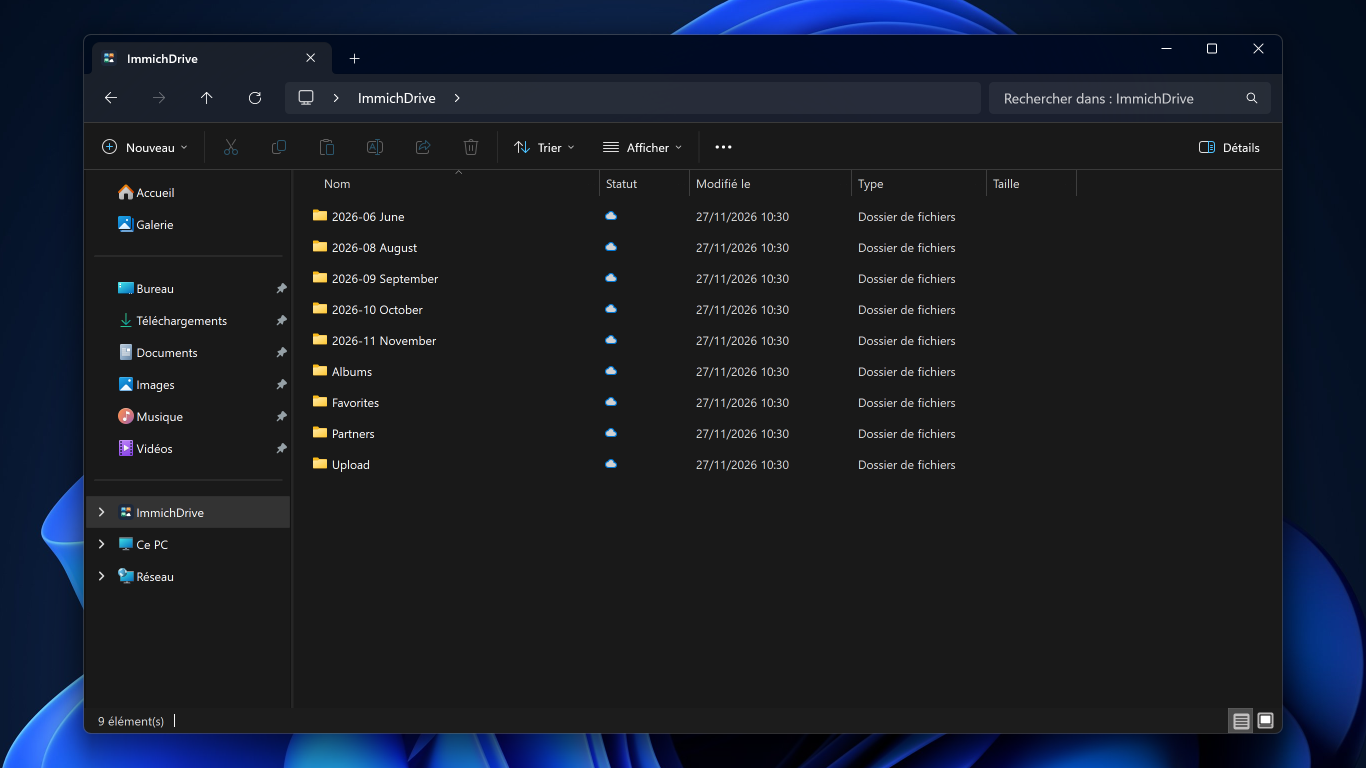 ImmichDrive
ImmichDrive
Rechercher dans : ImmichDrive
Nouveau
Trier
Afficher
Détails
Accueil
Galerie
Bureau
Téléchargements
Documents
Images
Musique
Vidéos
ImmichDrive
Ce PC
Réseau
Nom Statut Modifié le Type Taille
2026-06 June 27/11/2026 10:30 Dossier de fichiers
2026-08 August 27/11/2026 10:30 Dossier de fichiers
2026-09 September 27/11/2026 10:30 Dossier de fichiers
2026-10 October 27/11/2026 10:30 Dossier de fichiers
2026-11 November 27/11/2026 10:30 Dossier de fichiers
Albums 27/11/2026 10:30 Dossier de fichiers
Favorites 27/11/2026 10:30 Dossier de fichiers
Partners 27/11/2026 10:30 Dossier de fichiers
Upload 27/11/2026 10:30 Dossier de fichiers
9 élément(s)